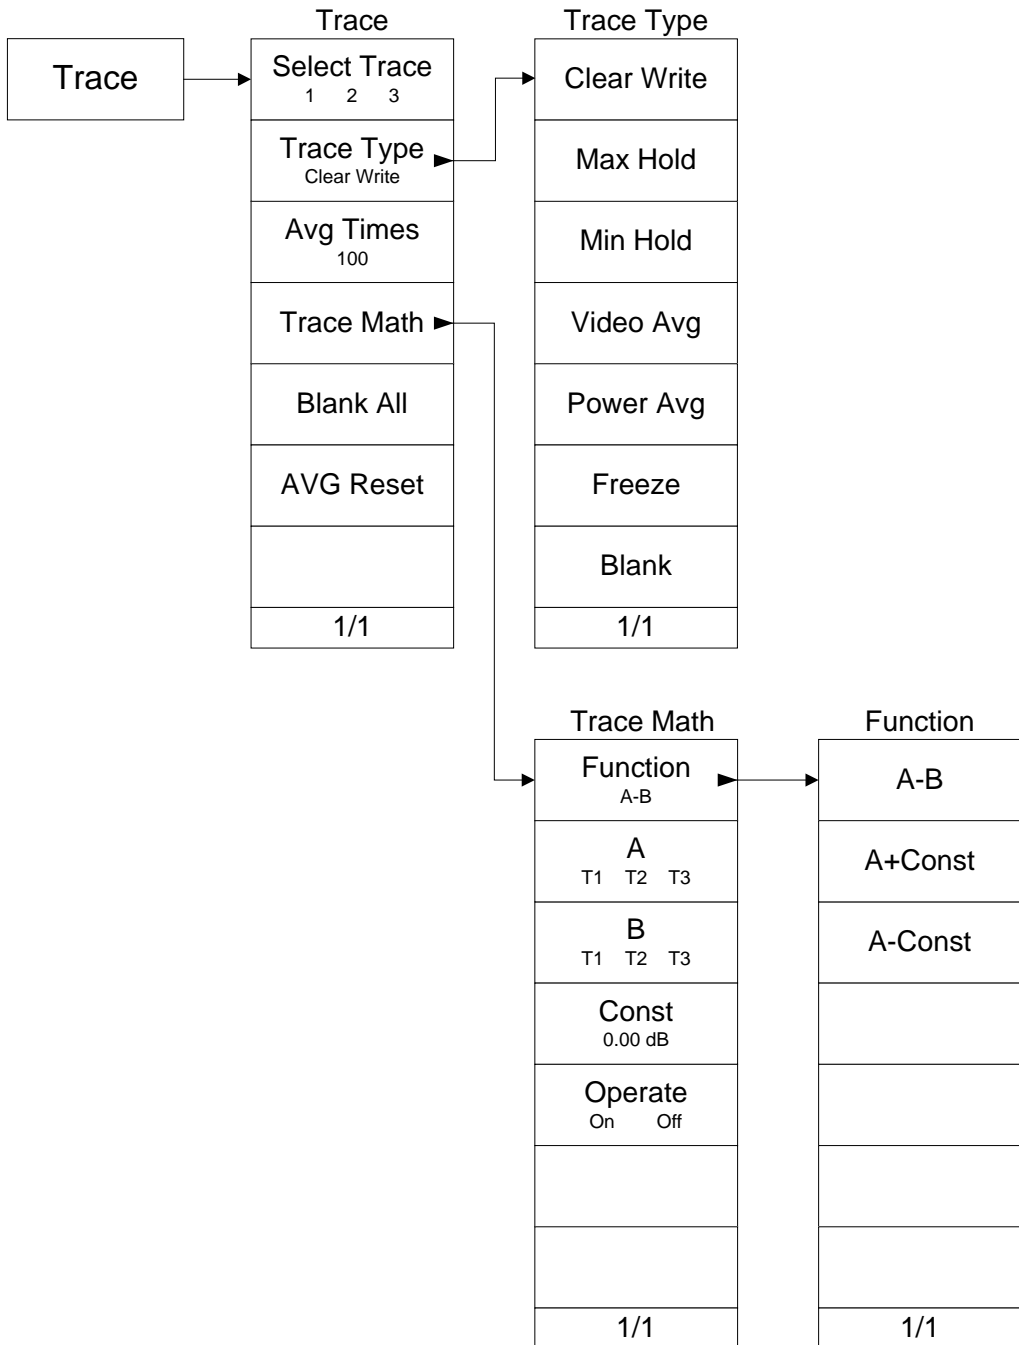 Trace
Trace
Select Trace
1 2 3
Trace Type
Clear Write
Avg Times
100
Trace Math
Blank All
AVG Reset
1/1
Trace Type
Clear Write
Max Hold
Min Hold
Video Avg
Power Avg
Freeze
Blank
1/1
Trace Math
Function
A-B
A
T1 T2 T3
B
T1 T2 T3
Const
0.00 dB
Operate
On Off
1/1
Function
A-B
A+Const
A-Const
1/1